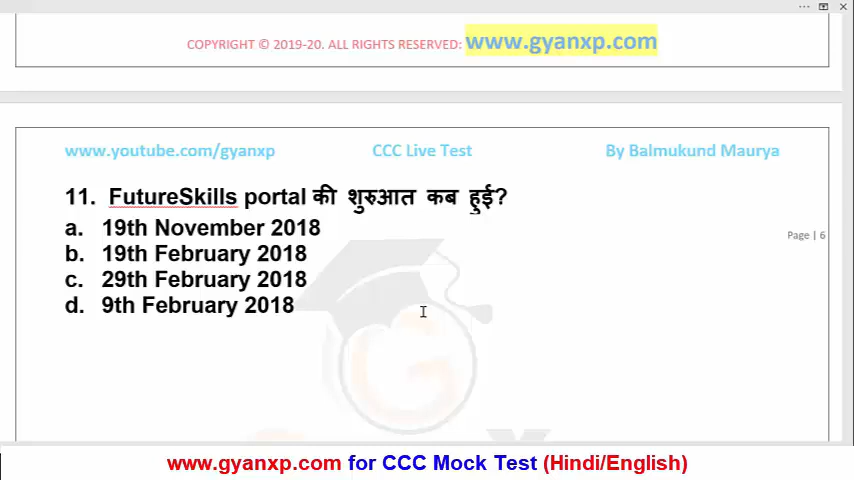 COPYRIGHT © 2019-20. ALL RIGHTS RESERVED: www.gyanxp.com
www.youtube.com/gyanxp CCC Live Test By Balmukund Maurya
11. FutureSkills portal की शुरुआत कब हुई?
a. 19th November 2018
Page | 6
b. 19th February 2018
c. 29th February 2018
d. 9th February 2018
www.gyanxp.com for CCC Mock Test (Hindi/English)